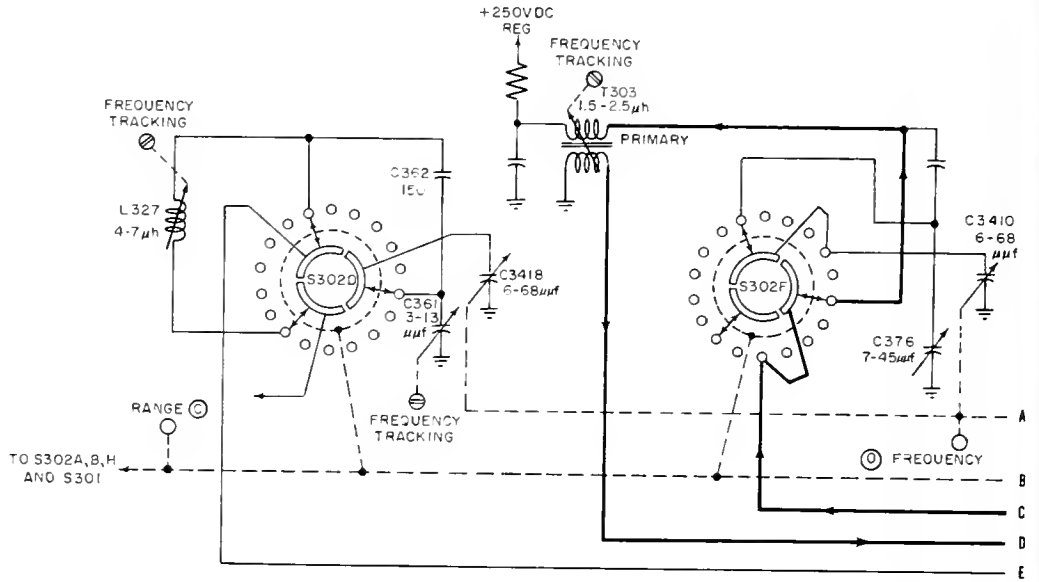 +250VDC
REG
FREQUENCY
TRACKING
T303
1.5-2.5µh
PRIMARY
FREQUENCY
TRACKING
L327
4-7µh
C362
150
S302D
C3418
6-68µµf
C361
3-13
µµf
FREQUENCY
TRACKING
S302F
C3410
6-68
µµf
C376
7-45µµf
RANGE C
TO S302A,B,H
AND S301
O FREQUENCY
A
B
C
D
E